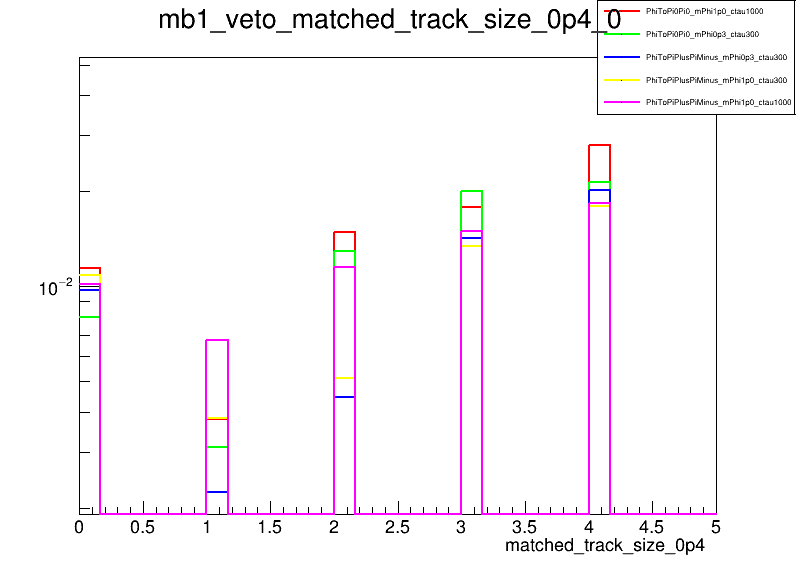 mb1_veto_matched_track_size_0p4_0
PhiToPi0Pi0_mPhi1p0_ctau1000
PhiToPi0Pi0_mPhi0p3_ctau300
PhiToPiPlusPiMinus_mPhi0p3_ctau300
PhiToPiPlusPiMinus_mPhi1p0_ctau300
PhiToPiPlusPiMinus_mPhi1p0_ctau1000
10⁻²
0 0.5 1 1.5 2 2.5 3 3.5 4 4.5 5
matched_track_size_0p4